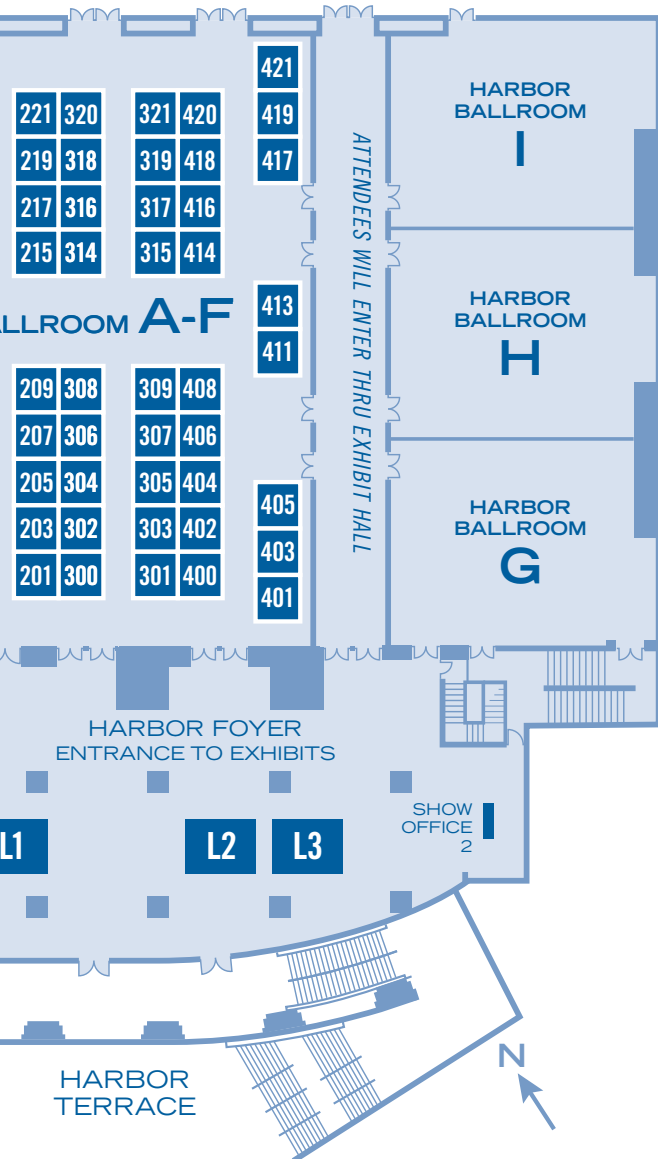 421
221 320 321 420 419
219 318 319 418 417
217 316 317 416
215 314 315 414
HARBOR
BALLROOM
I
ATTENDEES WILL ENTER THRU EXHIBIT HALL
ALLROOM A-F
413
411
HARBOR
BALLROOM
H
209 308 309 408
207 306 307 406
205 304 305 404 405
203 302 303 402 403
201 300 301 400 401
HARBOR
BALLROOM
G
HARBOR FOYER
ENTRANCE TO EXHIBITS
SHOW
OFFICE
2
L1 L2 L3
N
HARBOR
TERRACE